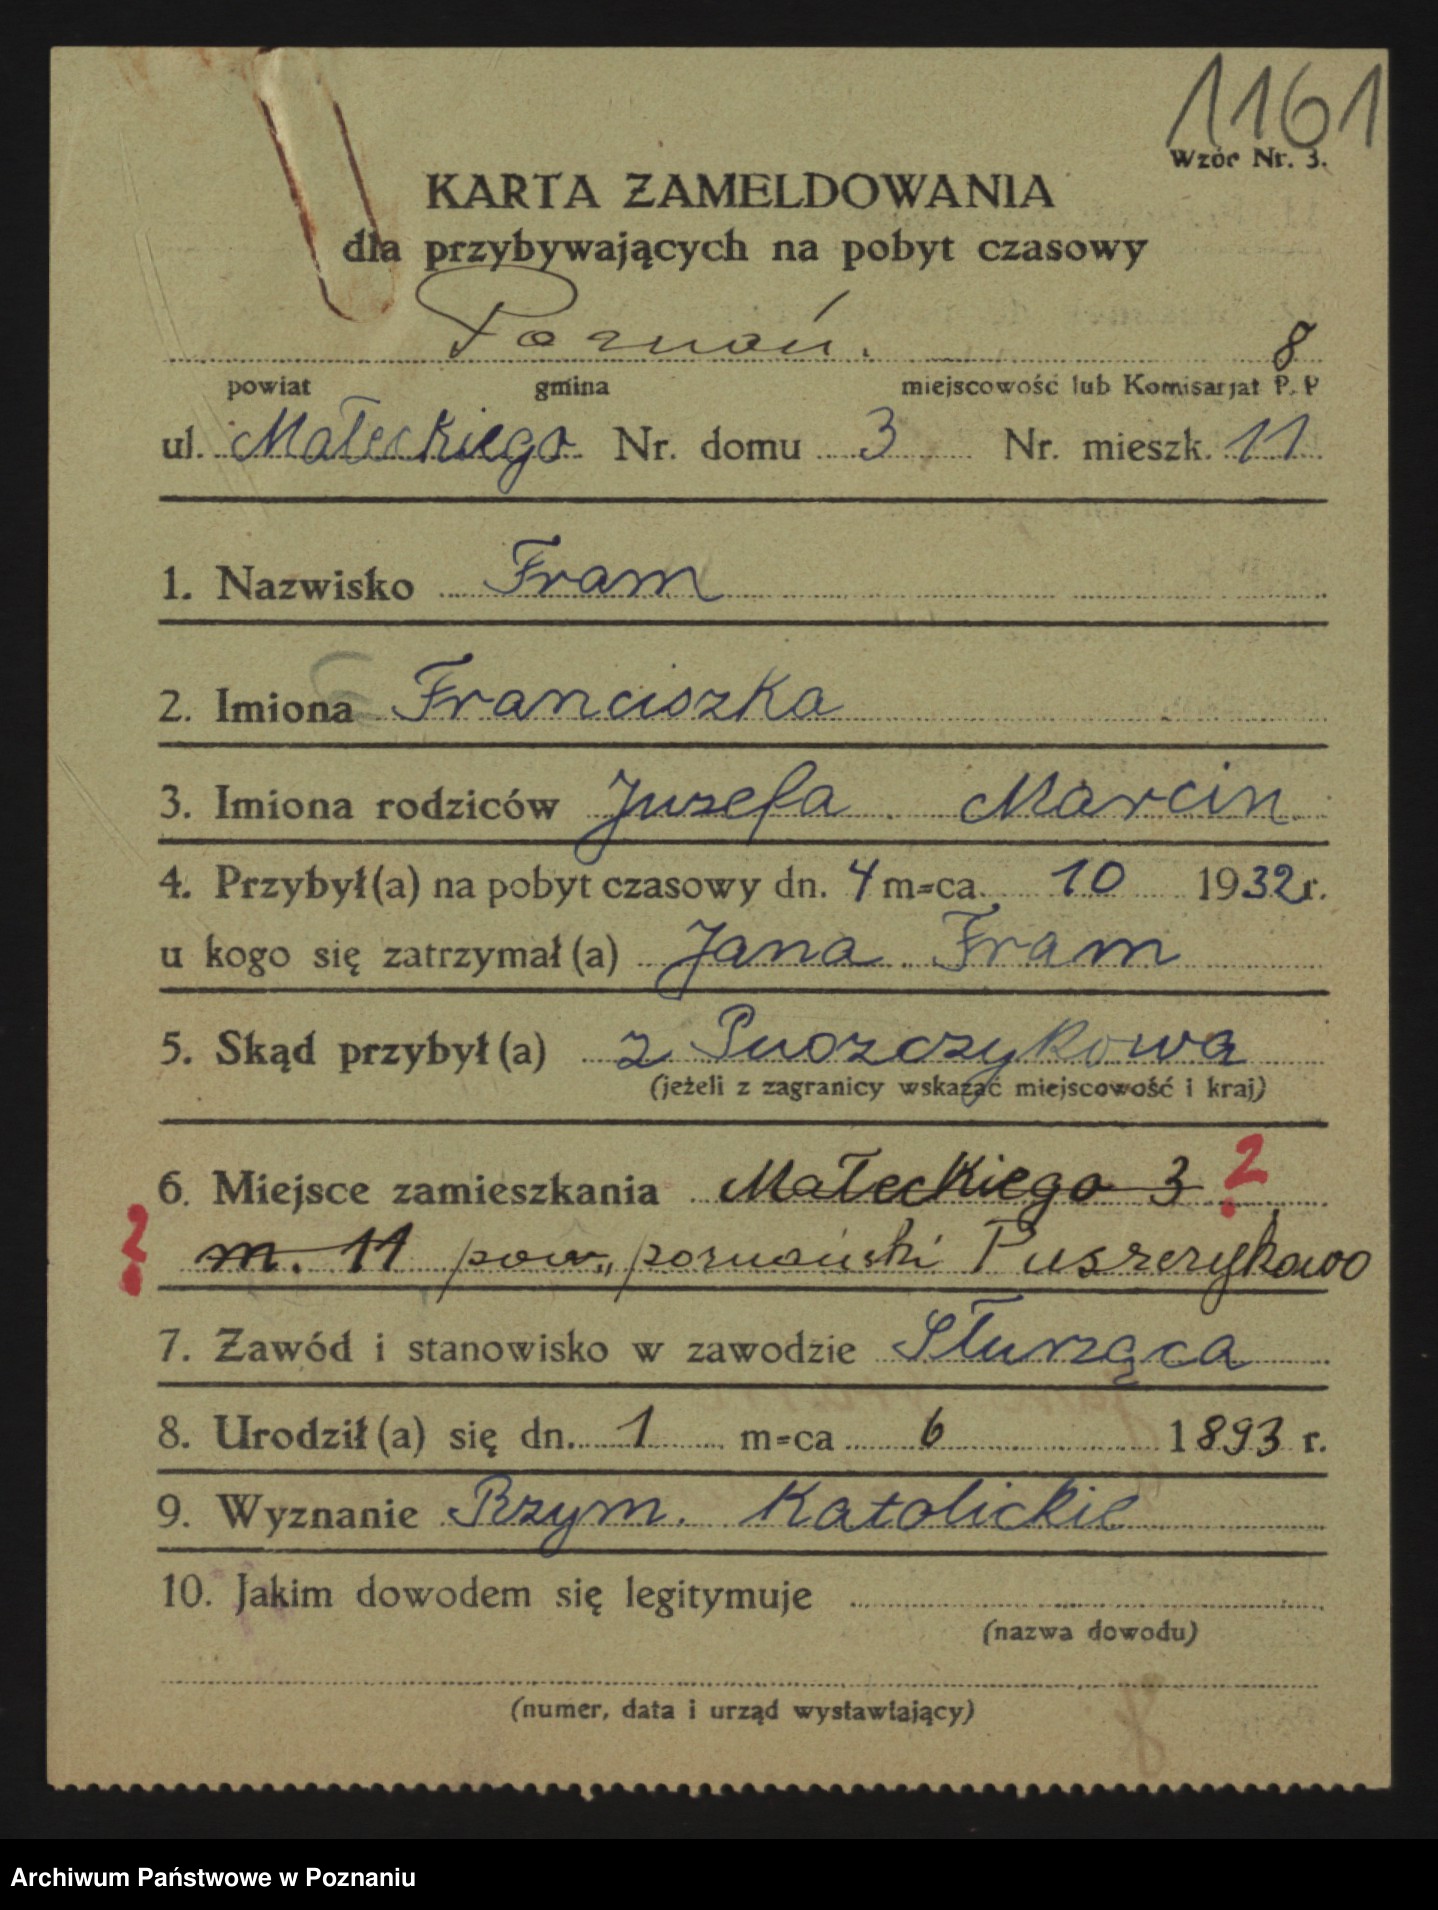 1161
Wzór Nr. 3.
KARTA ZAMELDOWANIA
dla przybywających na pobyt czasowy
Poznań. 8
powiat gmina miejscowość lub Komisarjat P. P
ul. Małeckiego Nr. domu 3 Nr. mieszk. 11
1. Nazwisko Fram
2. Imiona Franciszka
3. Imiona rodziców Juzefa Marcin
4. Przybył(a) na pobyt czasowy dn. 4 m=ca. 10 1932 r.
u kogo się zatrzymał(a) Jana Fram
5. Skąd przybył(a) z Puszczykowa
(jeżeli z zagranicy wskazać miejscowość i kraj)
6. Miejsce zamieszkania Małeckiego 3 ?
? m. 11 pow. poznański Puszczykowo
7. Zawód i stanowisko w zawodzie Słurząca
8. Urodził(a) się dn. 1 m=ca 6 1893 r.
9. Wyznanie Rzym. Katolickie
10. Jakim dowodem się legitymuje
(nazwa dowodu)
(numer, data i urząd wystawiający)
Archiwum Państwowe w Poznaniu